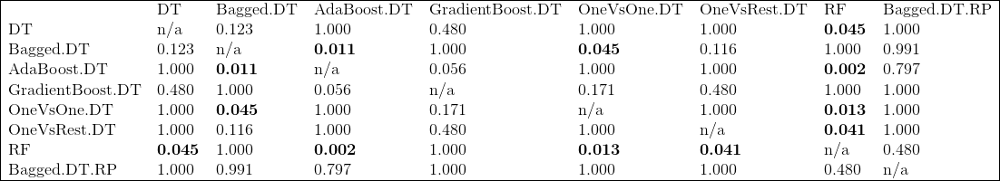 DT Bagged.DT AdaBoost.DT GradientBoost.DT OneVsOne.DT OneVsRest.DT RF Bagged.DT.RP
DT n/a 0.123 1.000 0.480 1.000 1.000 0.045 1.000
Bagged.DT 0.123 n/a 0.011 1.000 0.045 0.116 1.000 0.991
AdaBoost.DT 1.000 0.011 n/a 0.056 1.000 1.000 0.002 0.797
GradientBoost.DT 0.480 1.000 0.056 n/a 0.171 0.480 1.000 1.000
OneVsOne.DT 1.000 0.045 1.000 0.171 n/a 1.000 0.013 1.000
OneVsRest.DT 1.000 0.116 1.000 0.480 1.000 n/a 0.041 1.000
RF 0.045 1.000 0.002 1.000 0.013 0.041 n/a 0.480
Bagged.DT.RP 1.000 0.991 0.797 1.000 1.000 1.000 0.480 n/a